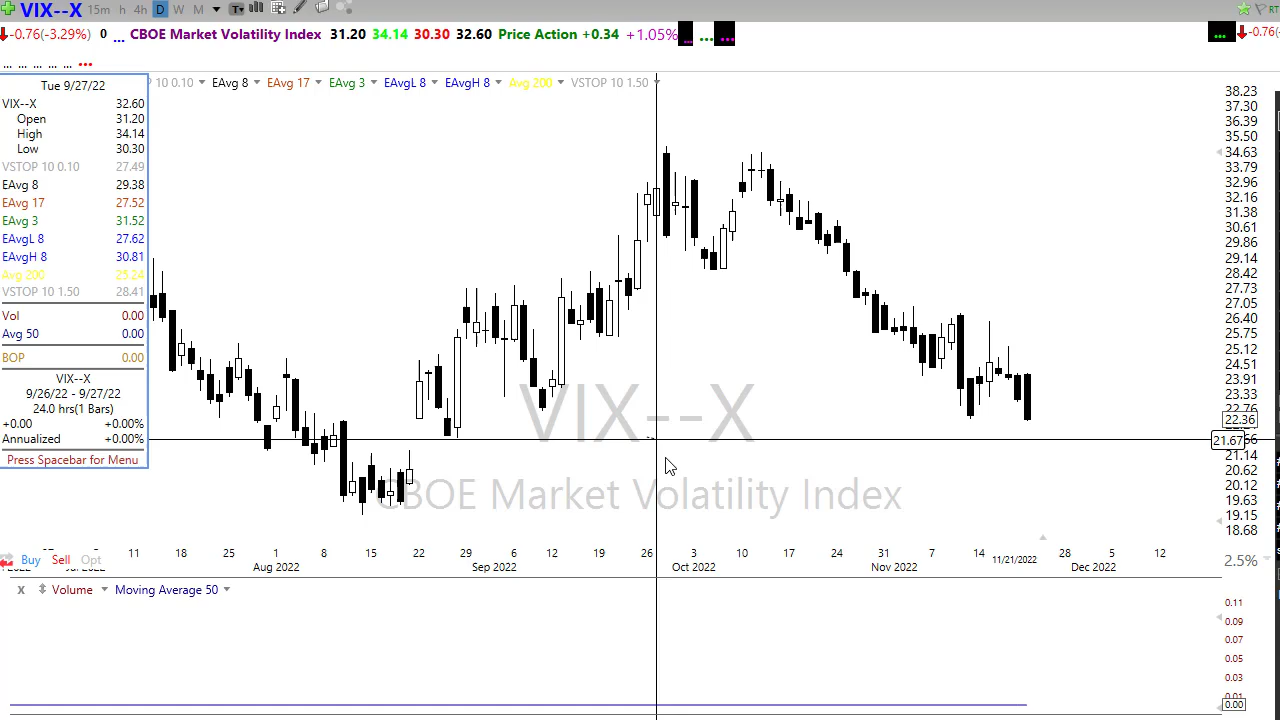 VIX--X 15m h 4h D W M T
-0.76(-3.29%) 0 ... CBOE Market Volatility Index 31.20 34.14 30.30 32.60 Price Action +0.34 +1.05% ... ... ... ... -0.76(
... ... ... ... ... ...
RT
Tue 9/27/22
VIX--X 32.60
Open 31.20
High 34.14
Low 30.30
VSTOP 10 0.10 27.49
EAvg 8 29.38
EAvg 17 27.52
EAvg 3 31.52
EAvgL 8 27.62
EAvgH 8 30.81
Avg 200 25.24
VSTOP 10 1.50 28.41
Vol 0.00
Avg 50 0.00
BOP 0.00
VIX--X
9/26/22 - 9/27/22
24.0 hrs(1 Bars)
+0.00 +0.00%
Annualized +0.00%
Press Spacebar for Menu
10 0.10 EAvg 8 EAvg 17 EAvg 3 EAvgL 8 EAvgH 8 Avg 200 VSTOP 10 1.50
VIX--X
CBOE Market Volatility Index
38.23
37.30
36.39
35.50
34.63
33.79
32.96
32.16
31.38
30.61
29.86
29.14
28.42
27.73
27.05
26.40
25.75
25.12
24.51
23.91
23.33
22.76
22.36
21.67
21.14
20.62
20.12
19.63
19.15
18.68
11 18 25 1 8 15 22 29 6 12 19 26 3 10 17 24 31 7 14 11/21/2022 28 5 12
Aug 2022 Sep 2022 Oct 2022 Nov 2022 Dec 2022
Buy Sell Opt 2.5%
x Volume Moving Average 50
0.11
0.09
0.07
0.05
0.03
0.01
0.00